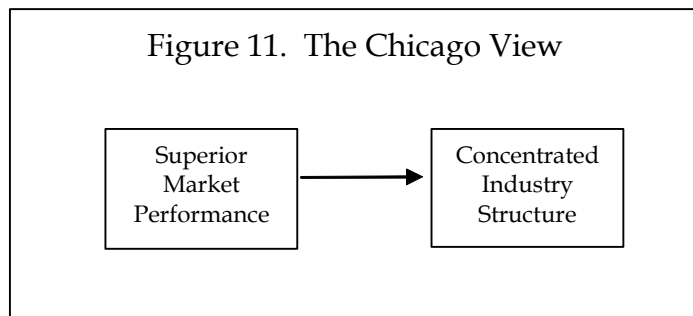 Figure 11.  The Chicago View
Superior
Market
Performance
Concentrated
Industry
Structure